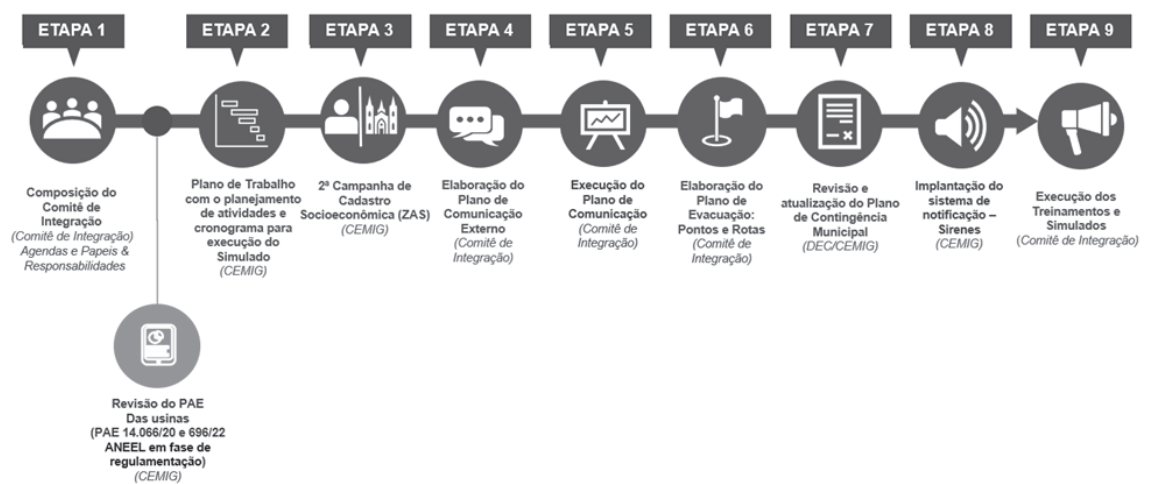 ETAPA 1
Composição do
Comitê de
Integração
(Comitê de Integração)
Agendas e Papeis &
Responsabilidades
Revisão do PAE
Das usinas
(PAE 14.066/20 e 696/22
ANEEL em fase de
regulamentação)
(CEMIG)
ETAPA 2
Plano de Trabalho
com o planejamento
de atividades e
cronograma para
execução do
Simulado
(CEMIG)
ETAPA 3
2ª Campanha de
Cadastro
Socioeconômica (ZAS)
(CEMIG)
ETAPA 4
Elaboração do
Plano de
Comunicação
Externo
(Comitê de
Integração)
ETAPA 5
Execução do
Plano de
Comunicação
(Comitê de
Integração)
ETAPA 6
Elaboração do
Plano de
Evacuação:
Pontos e Rotas
(Comitê de
Integração)
ETAPA 7
Revisão e
atualização do Plano
de Contingência
Municipal
(DEC/CEMIG)
ETAPA 8
Implantação do
sistema de
notificação –
Sirenes
(CEMIG)
ETAPA 9
Execução dos
Treinamentos e
Simulados
(Comitê de Integração)